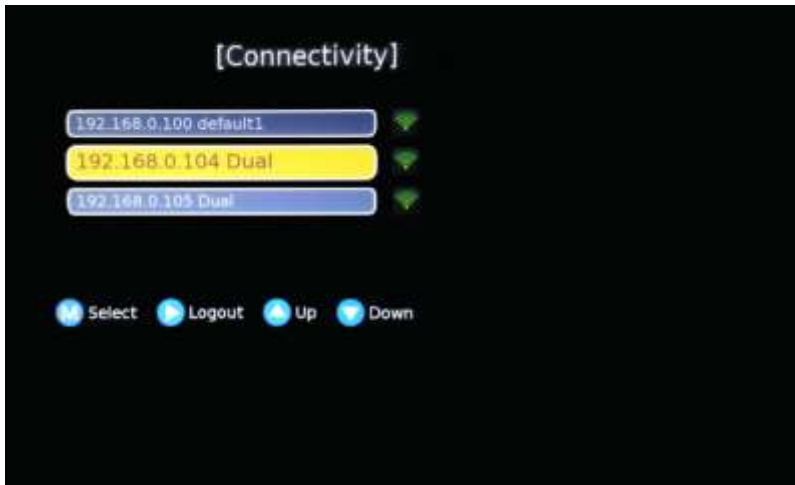 [Connectivity]
192.168.0.100 default1
192.168.0.104 Dual
192.168.0.105 Dual
M Select Logout Up Down